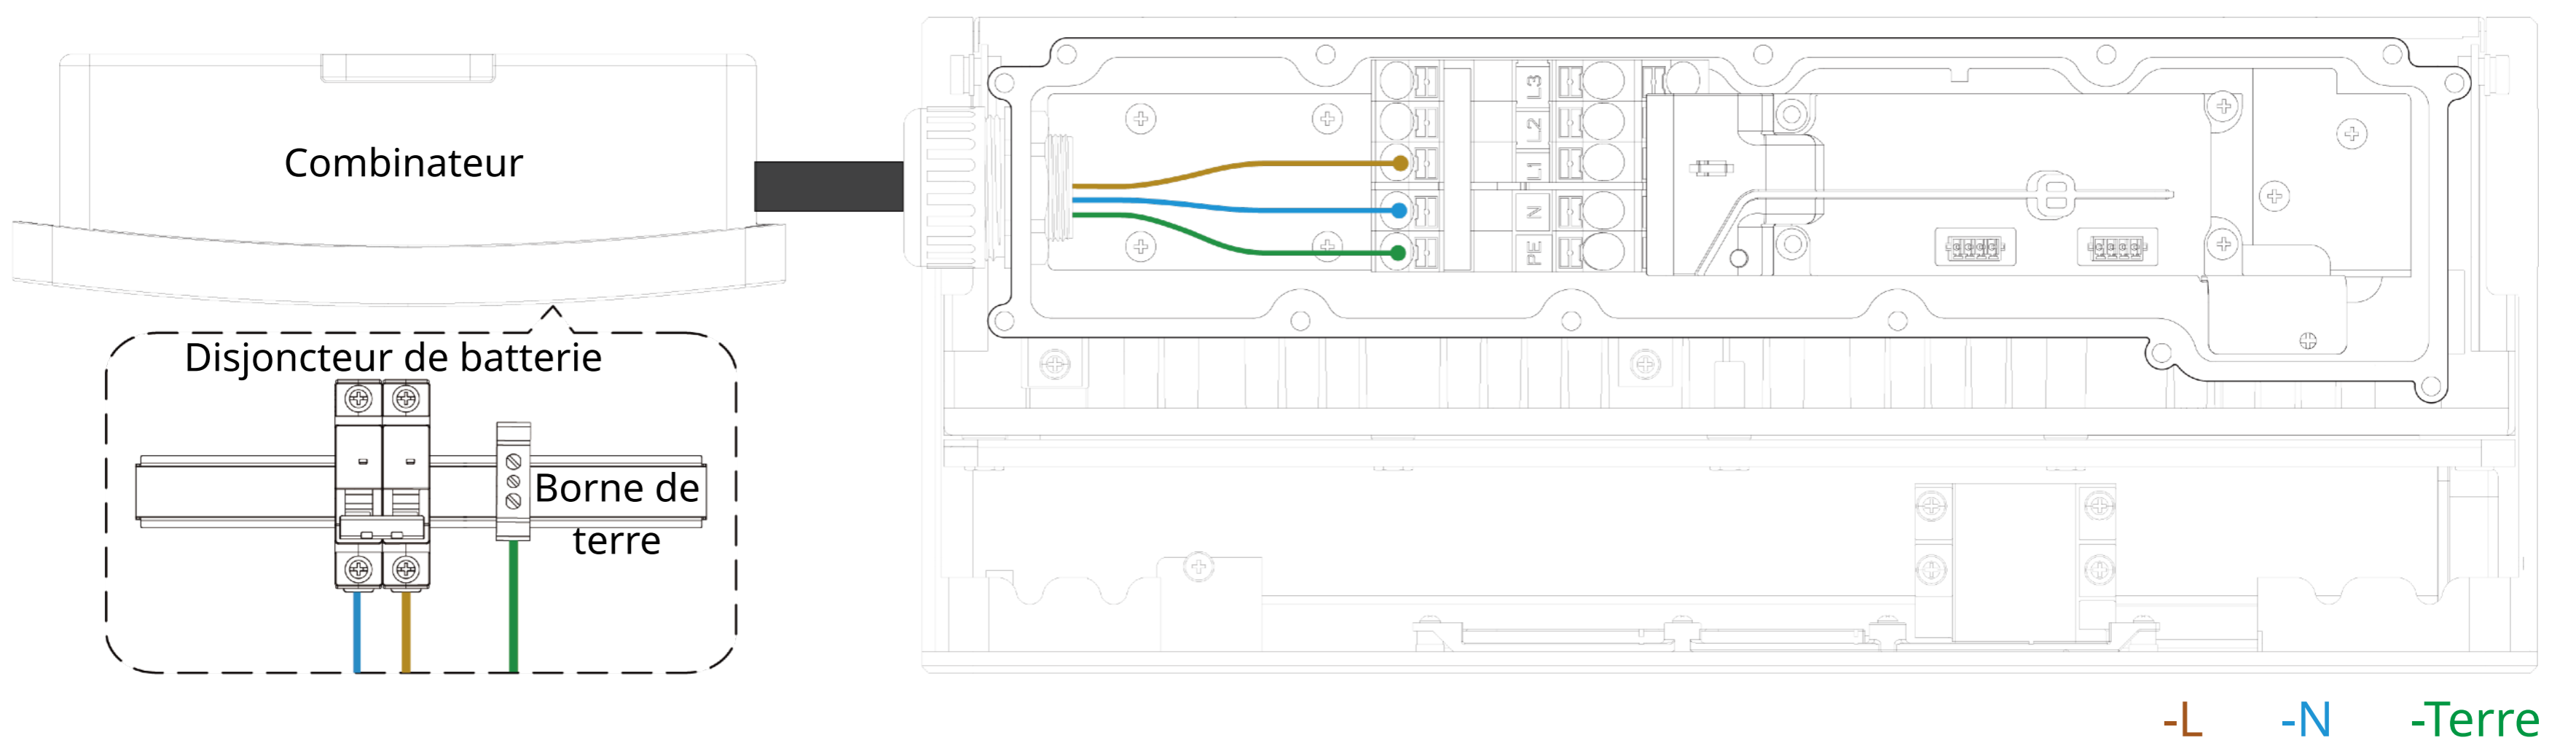 Combinateur
L3
L2
L1
N
PE
Disjoncteur de batterie
Borne de
terre
-L -N -Terre